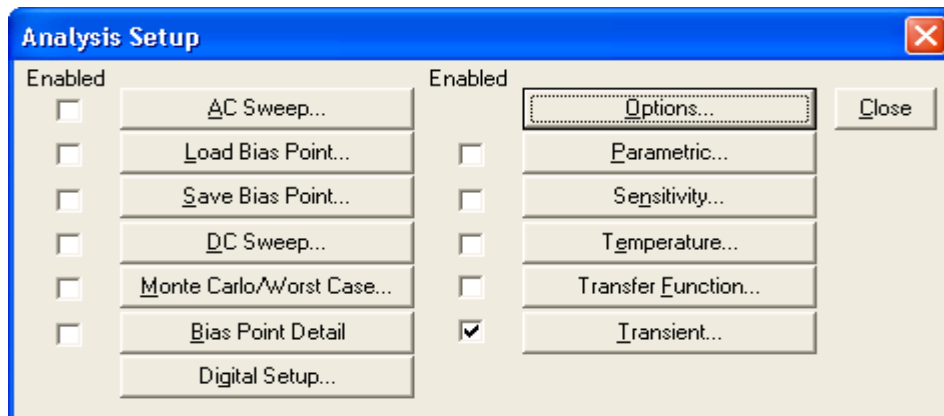 Analysis Setup
Enabled
Enabled
AC Sweep...
Options...
Close
Load Bias Point...
Parametric...
Save Bias Point...
Sensitivity...
DC Sweep...
Temperature...
Monte Carlo/Worst Case...
Transfer Function...
Bias Point Detail
Transient...
Digital Setup...